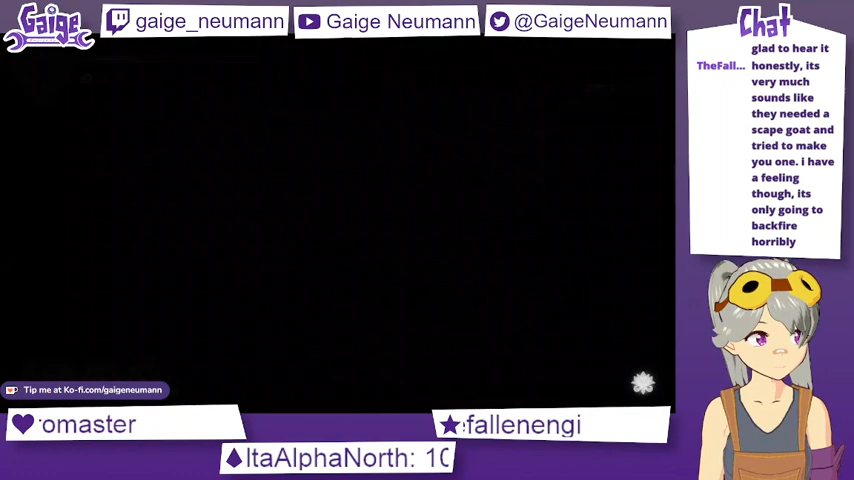 Gaige
gaige_neumann
Gaige Neumann
@GaigeNeumann
Chat
glad to hear it
TheFall... honestly, its
very much
sounds like
they needed a
scape goat and
tried to make
you one. i have
a feeling
though, its
only going to
backfire
horribly
Tip me at Ko-fi.com/gaigeneumann
omaster
fallenengi
ltaAlphaNorth: 10